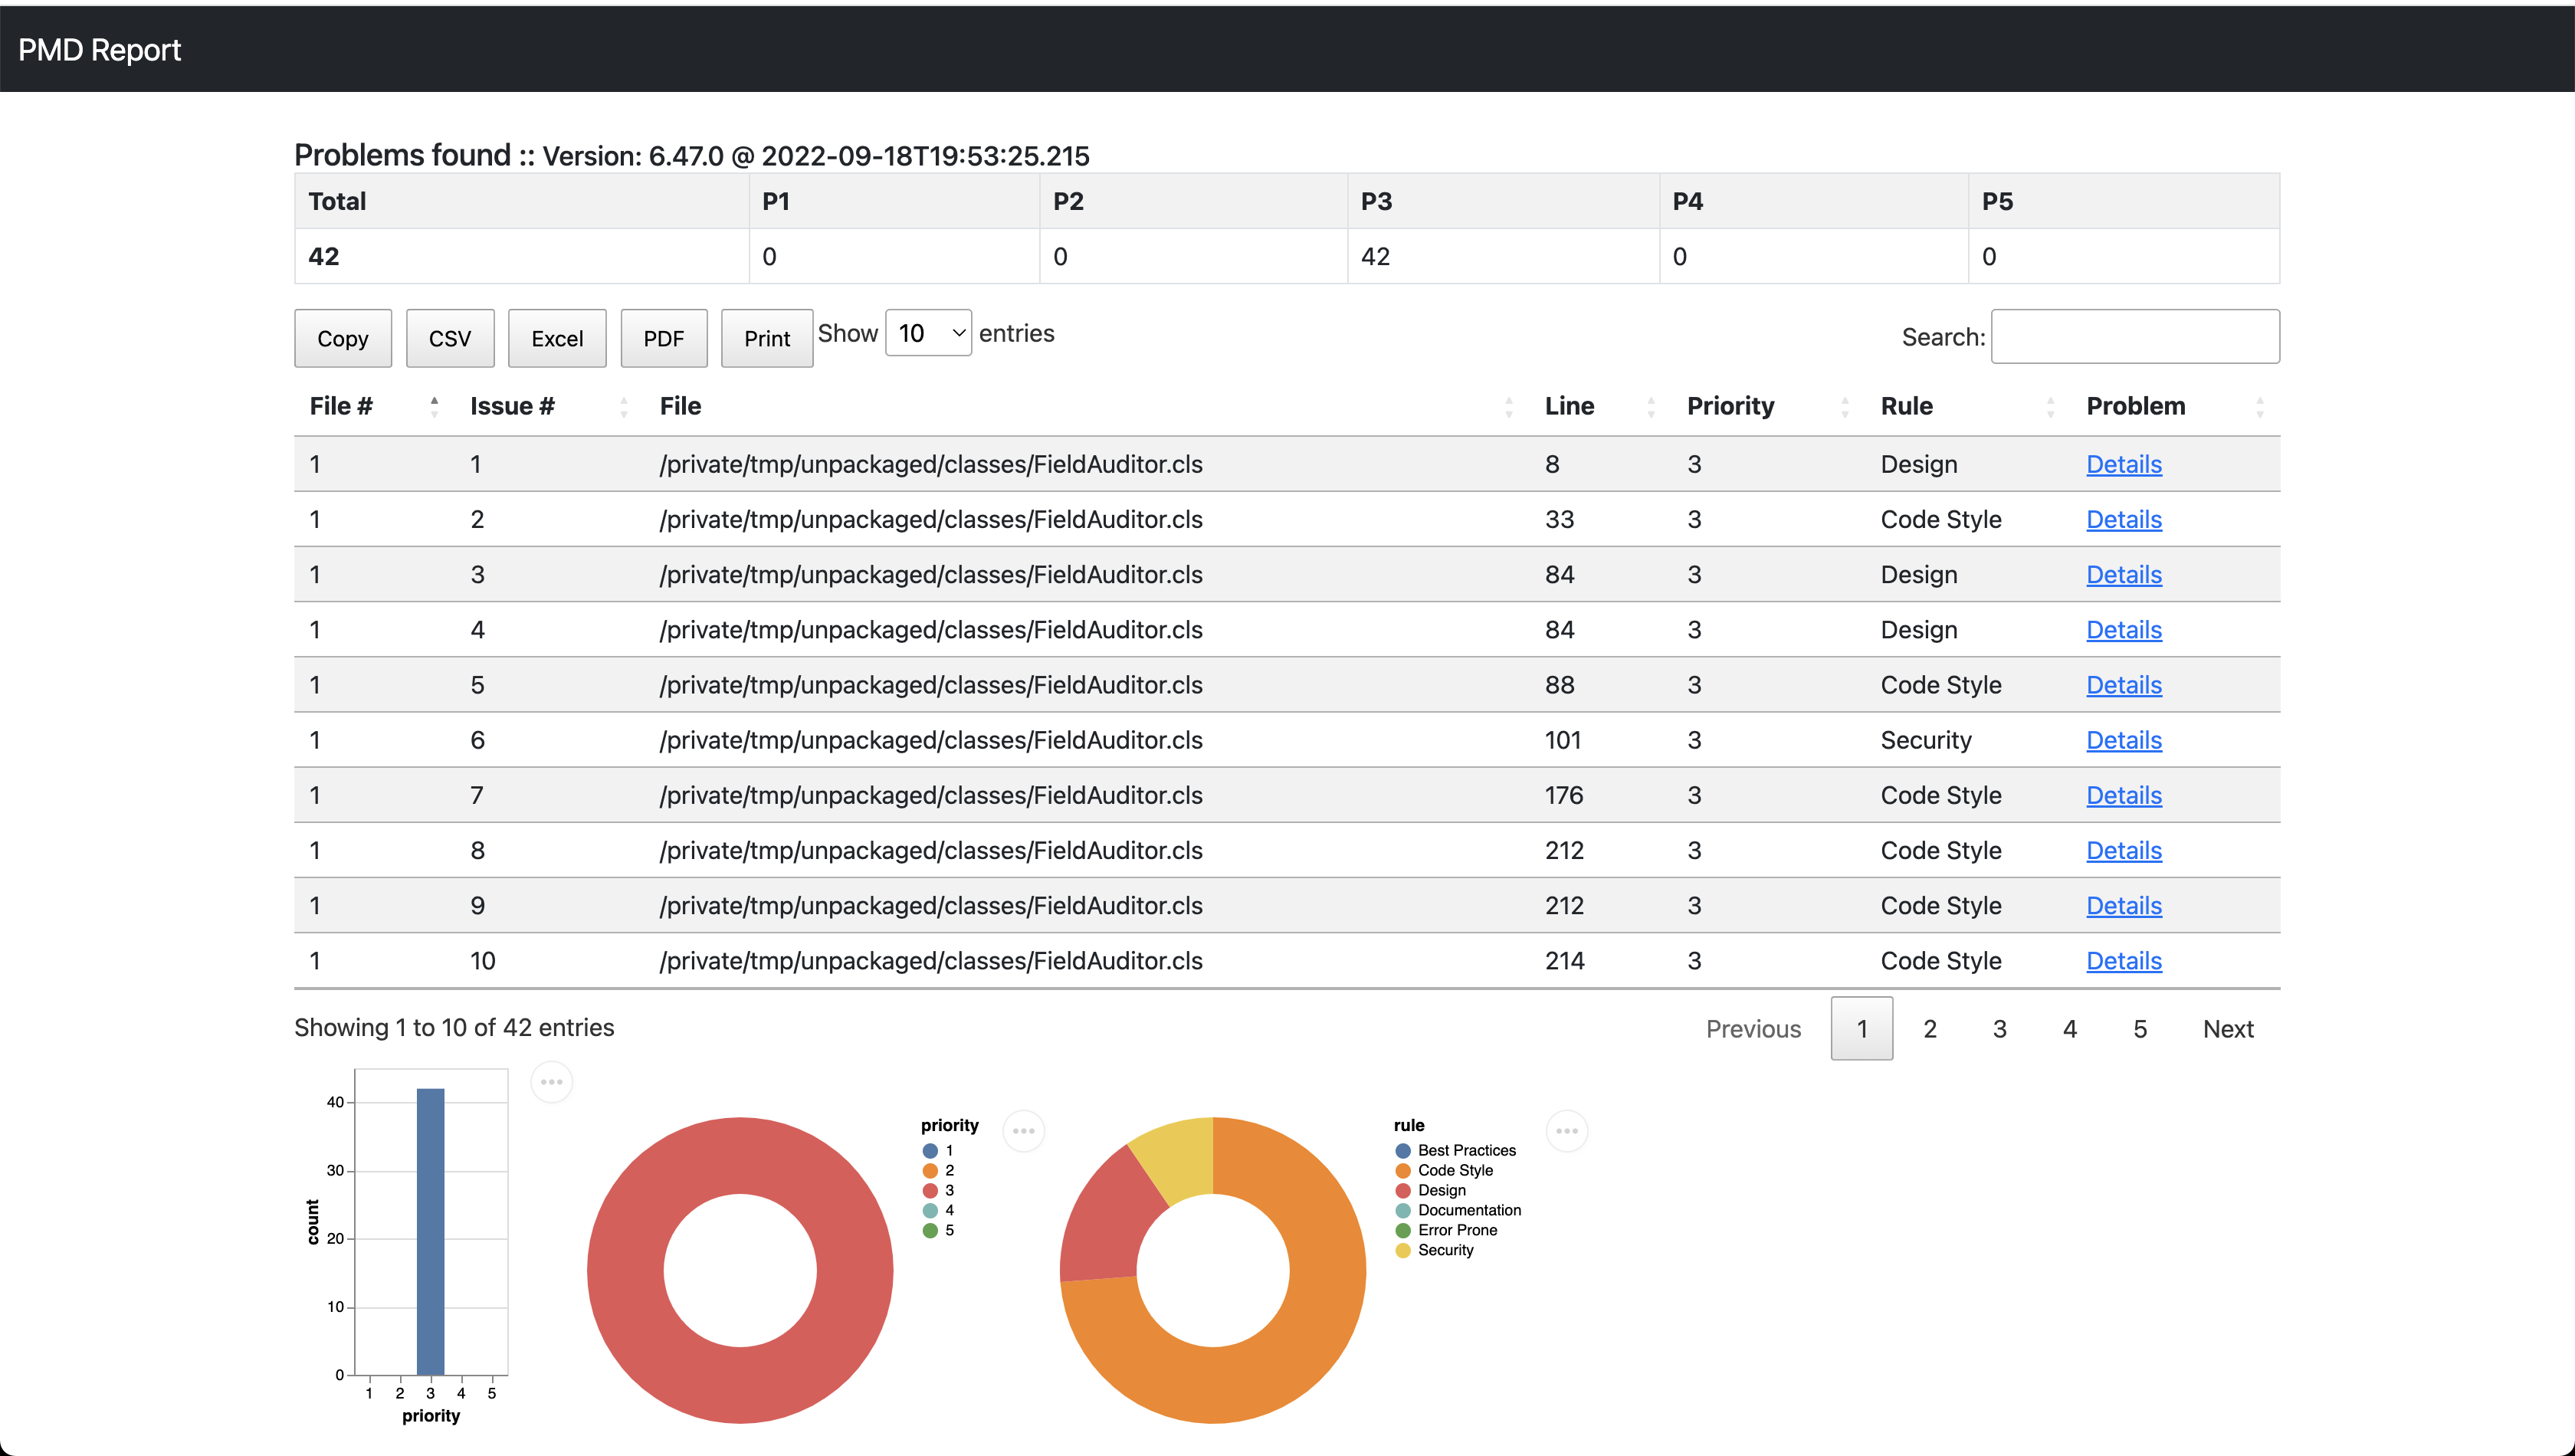 PMD Report
Problems found :: Version: 6.47.0 @ 2022-09-18T19:53:25.215
Total P1 P2 P3 P4 P5
42 0 0 42 0 0
Copy CSV Excel PDF Print Show 10 entries Search:
File # Issue # File Line Priority Rule Problem
1 1 /private/tmp/unpackaged/classes/FieldAuditor.cls 8 3 Design Details
1 2 /private/tmp/unpackaged/classes/FieldAuditor.cls 33 3 Code Style Details
1 3 /private/tmp/unpackaged/classes/FieldAuditor.cls 84 3 Design Details
1 4 /private/tmp/unpackaged/classes/FieldAuditor.cls 84 3 Design Details
1 5 /private/tmp/unpackaged/classes/FieldAuditor.cls 88 3 Code Style Details
1 6 /private/tmp/unpackaged/classes/FieldAuditor.cls 101 3 Security Details
1 7 /private/tmp/unpackaged/classes/FieldAuditor.cls 176 3 Code Style Details
1 8 /private/tmp/unpackaged/classes/FieldAuditor.cls 212 3 Code Style Details
1 9 /private/tmp/unpackaged/classes/FieldAuditor.cls 212 3 Code Style Details
1 10 /private/tmp/unpackaged/classes/FieldAuditor.cls 214 3 Code Style Details
Showing 1 to 10 of 42 entries Previous 1 2 3 4 5 Next
40
30
20
10
0
count
1 2 3 4 5
priority
priority
1
2
3
4
5
rule
Best Practices
Code Style
Design
Documentation
Error Prone
Security